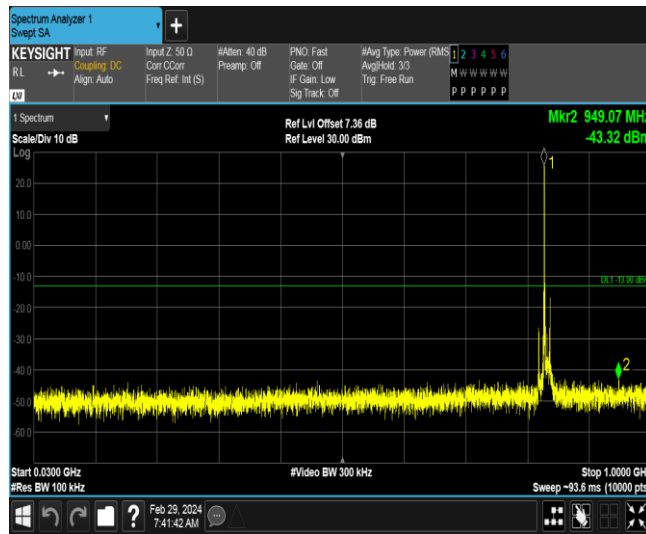 Spectrum Analyzer 1
Swept SA
KEYSIGHT
RL
LXI
Input: RF
Coupling: DC
Align: Auto
Input Z: 50 Ω
Corr CCorr
Freq Ref: Int (S)
#Atten: 40 dB
Preamp: Off
PNO: Fast
Gate: Off
IF Gain: Low
Sig Track: Off
#Avg Type: Power (RMS
Avg|Hold: 3/3
Trig: Free Run
1 2 3 4 5 6
M W W W W W
P P P P P P
1 Spectrum
Scale/Div 10 dB
Log
Ref Lvl Offset 7.36 dB
Ref Level 30.00 dBm
Mkr2 949.07 MHz
-43.32 dBm
1
20.0
10.0
0.00
-10.0
DL1 -13.00 dBm
-20.0
-30.0
-40.0
2
-50.0
-60.0
Start 0.0300 GHz
#Res BW 100 kHz
#Video BW 300 kHz
Stop 1.0000 GH
Sweep ~93.6 ms (10000 pts
?
Feb 29, 2024
7:41:42 AM